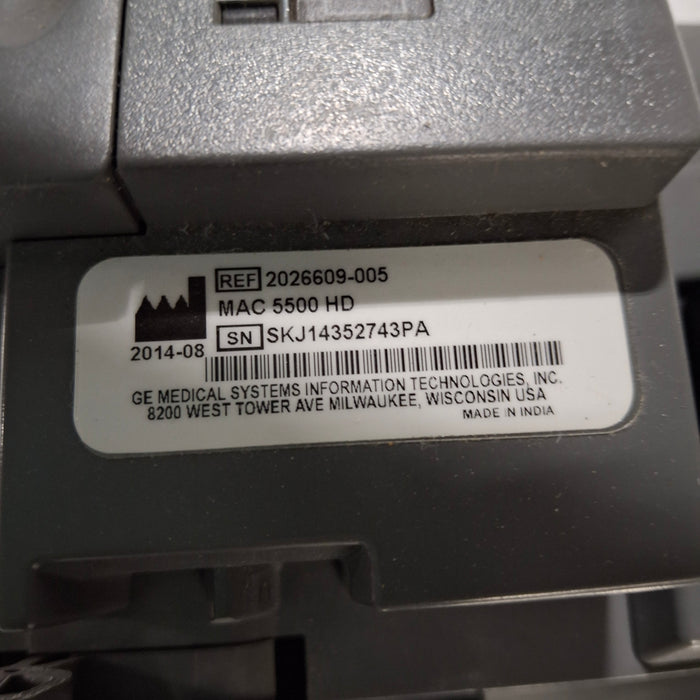 REF 2026609-005
MAC 5500 HD
SN SKJ14352743PA
2014-08
GE MEDICAL SYSTEMS INFORMATION TECHNOLOGIES, INC.
8200 WEST TOWER AVE MILWAUKEE, WISCONSIN USA
MADE IN INDIA